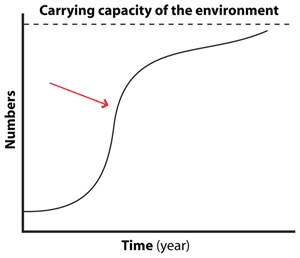 Carrying capacity of the environment
Numbers
Time (year)